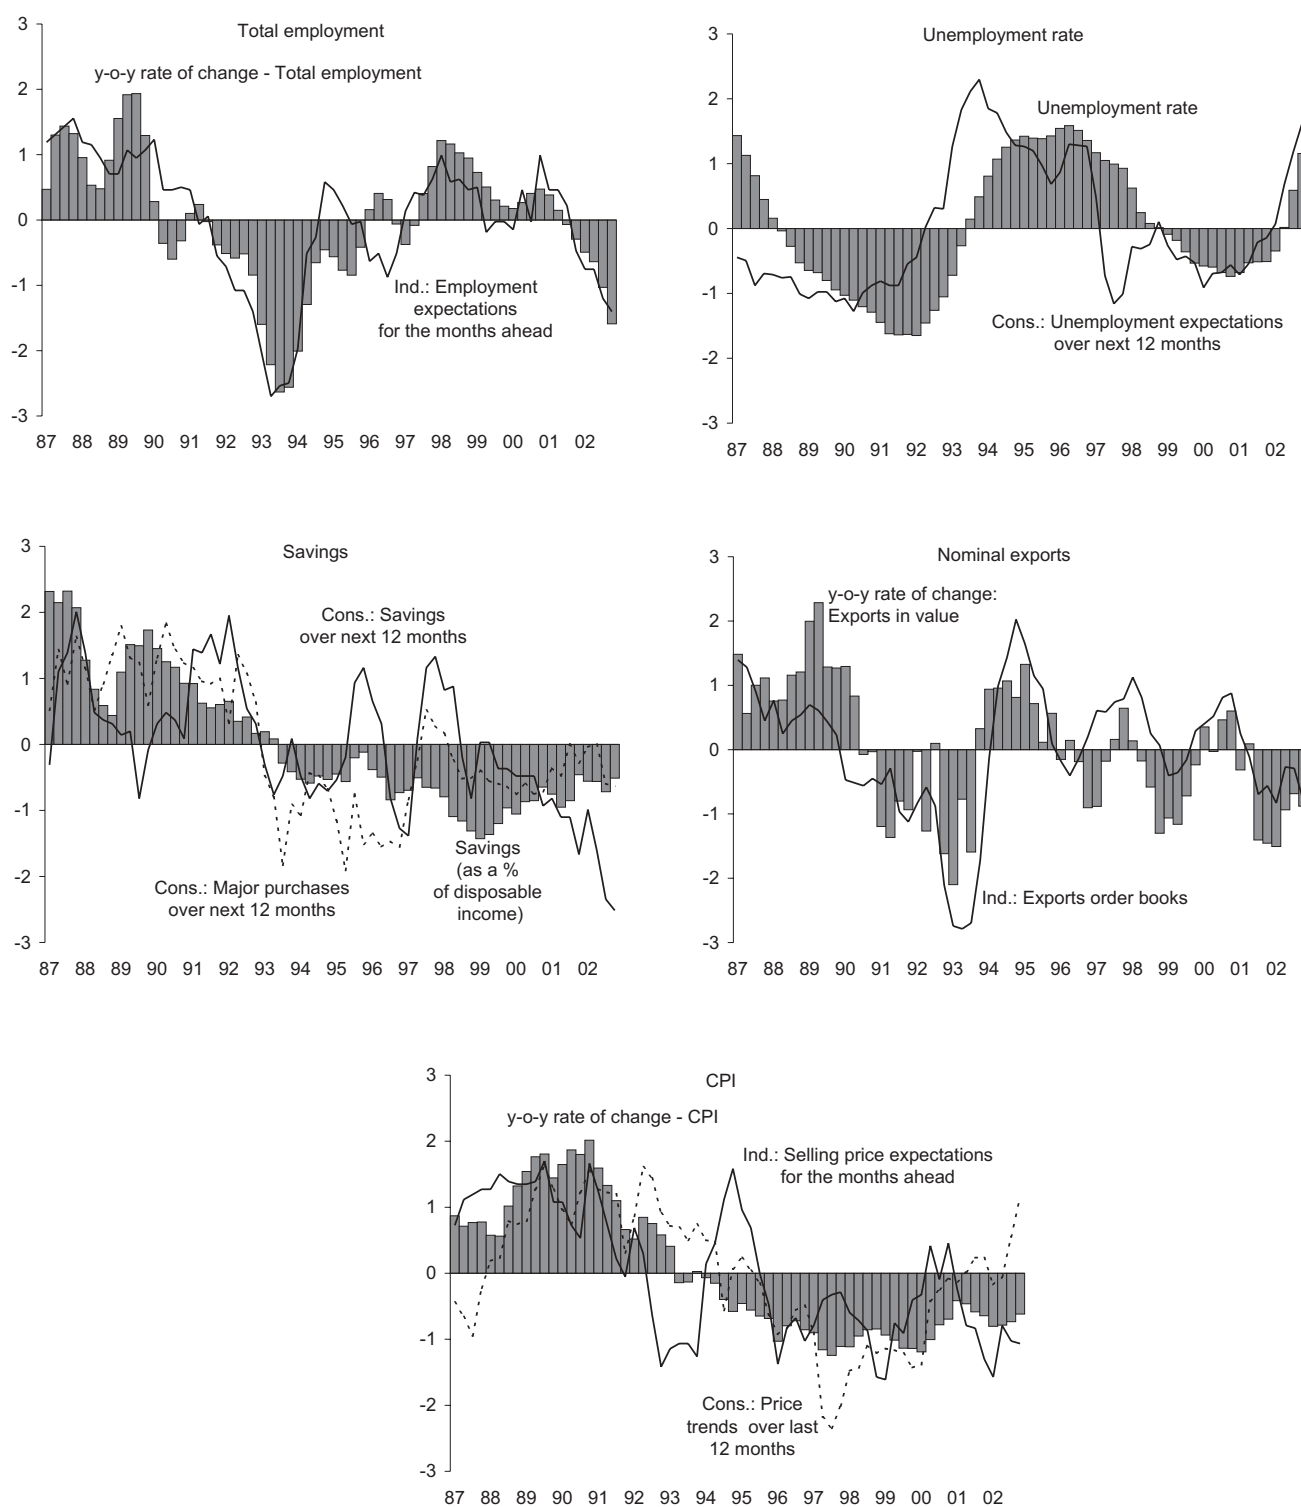 Total employment
y-o-y rate of change - Total employment
Ind.: Employment
expectations
for the months ahead
3
2
1
0
-1
-2
-3
87 88 89 90 91 92 93 94 95 96 97 98 99 00 01 02
Unemployment rate
Unemployment rate
Cons.: Unemployment expectations
over next 12 months
3
2
1
0
-1
-2
-3
87 88 89 90 91 92 93 94 95 96 97 98 99 00 01 02
Savings
Cons.: Savings
over next 12 months
Savings
(as a %
of disposable
income)
Cons.: Major purchases
over next 12 months
3
2
1
0
-1
-2
-3
87 88 89 90 91 92 93 94 95 96 97 98 99 00 01 02
Nominal exports
y-o-y rate of change:
Exports in value
Ind.: Exports order books
3
2
1
0
-1
-2
-3
87 88 89 90 91 92 93 94 95 96 97 98 99 00 01 02
CPI
y-o-y rate of change - CPI
Ind.: Selling price expectations
for the months ahead
Cons.: Price
trends over last
12 months
3
2
1
0
-1
-2
-3
87 88 89 90 91 92 94 95 96 97 98 99 00 01 02